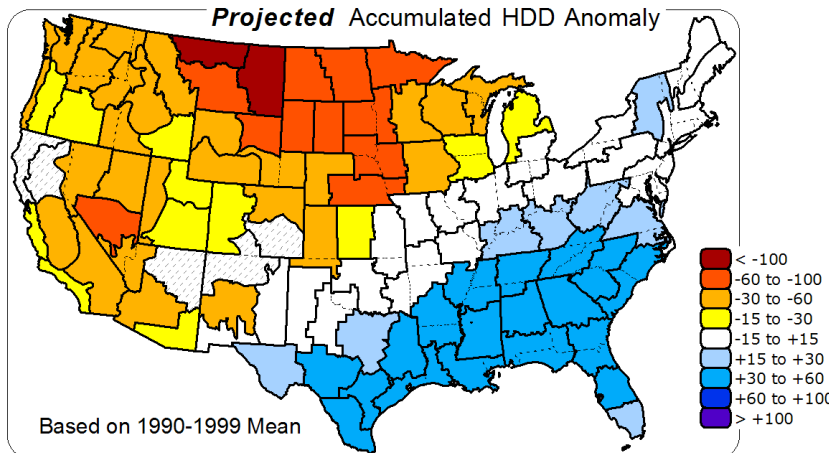 Projected Accumulated HDD Anomaly
< -100
-60 to -100
-30 to -60
-15 to -30
-15 to +15
+15 to +30
+30 to +60
+60 to +100
> +100
Based on 1990-1999 Mean